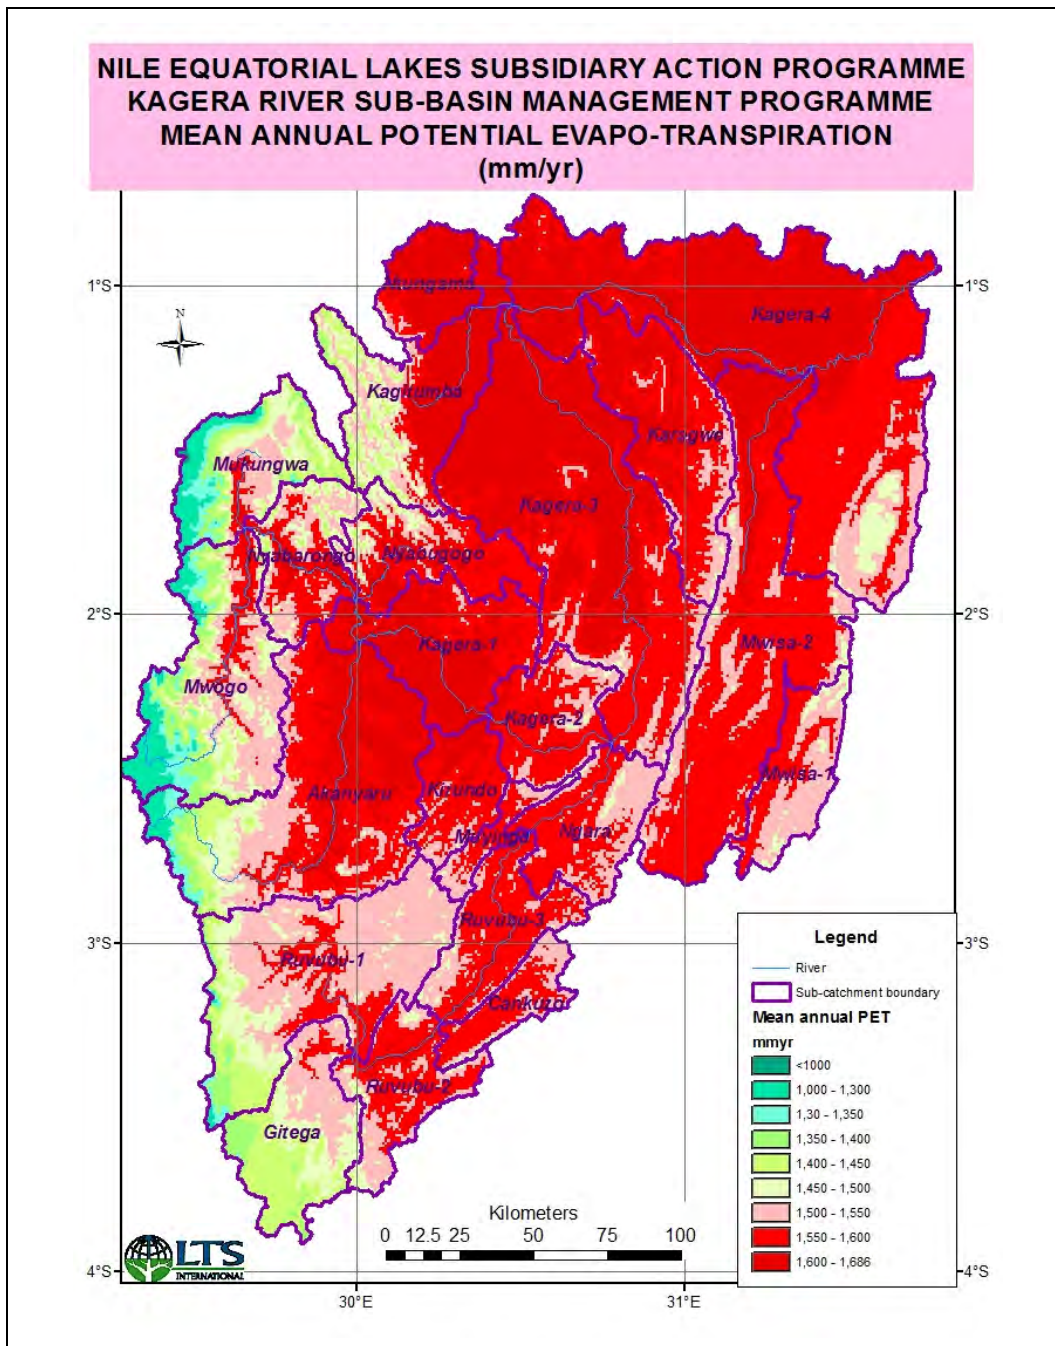 NILE EQUATORIAL LAKES SUBSIDIARY ACTION PROGRAMME
KAGERA RIVER SUB-BASIN MANAGEMENT PROGRAMME
MEAN ANNUAL POTENTIAL EVAPO-TRANSPIRATION
(mm/yr)
1°S
Ntungamo
1°S
Kagera-4
N
Kagitumba
Karagwe
Mukungwa
Kagera-3
Nyabarongo
Nyabugogo
2°S
2°S
Kagera-1
Mwisa-2
Mwogo
Kagera-2
Mwisa-1
Akanyaru
Kirundo
Muyinga
Ngara
Ruvubu-3
3°S
3°S
Ruvubu-1
Cankuzo
Ruvubu-2
Gitega
Legend
River
Sub-catchment boundary
Mean annual PET
mmyr
<1000
1,000 - 1,300
1,30 - 1,350
1,350 - 1,400
1,400 - 1,450
1,450 - 1,500
1,500 - 1,550
1,550 - 1,600
1,600 - 1,686
Kilometers
0 12.5 25 50 75 100
LTS
INTERNATIONAL
4°S
4°S
30°E
31°E